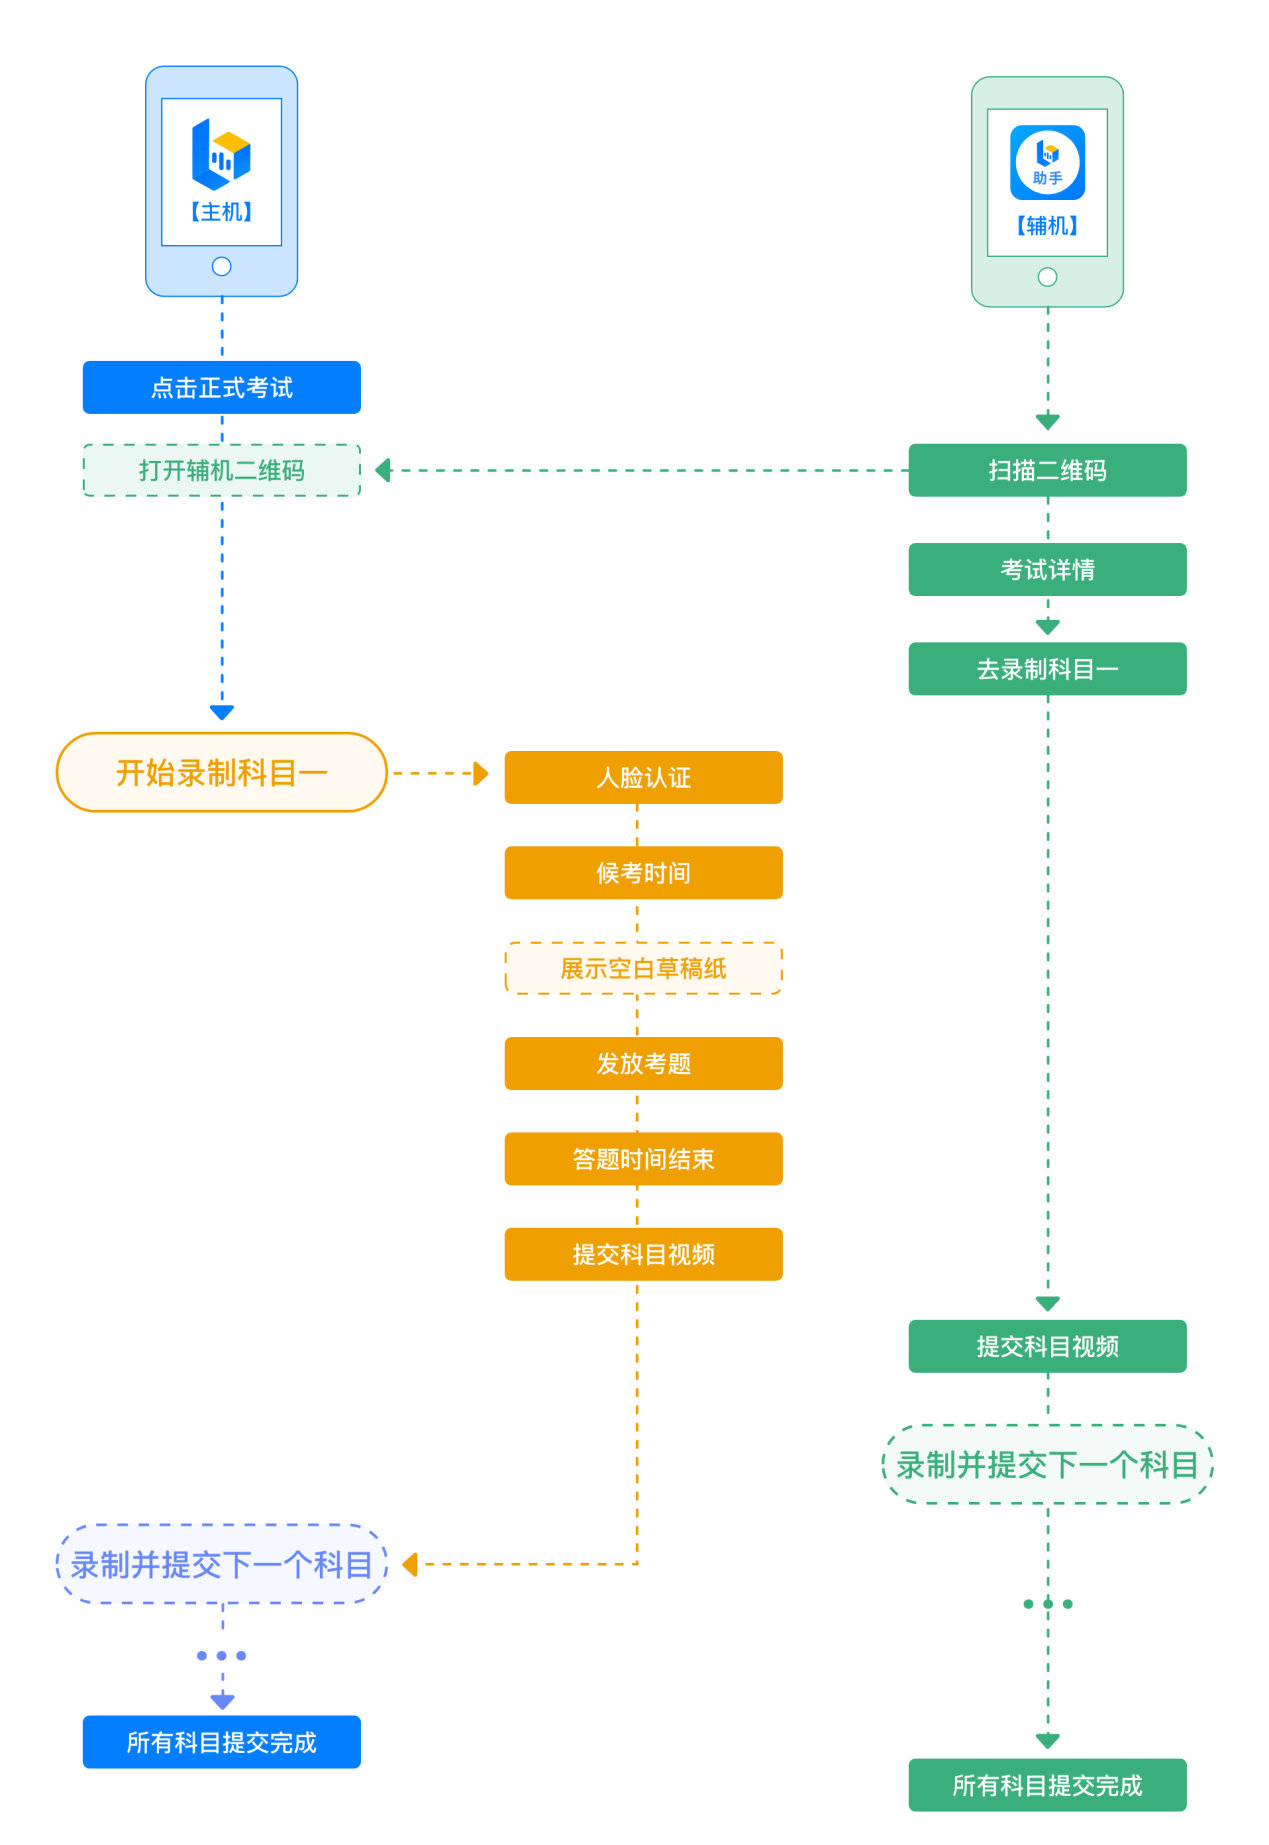 【主机】
助手
【辅机】
点击正式考试
打开辅机二维码
扫描二维码
考试详情
去录制科目一
开始录制科目一
人脸认证
候考时间
展示空白草稿纸
发放考题
答题时间结束
提交科目视频
提交科目视频
录制并提交下一个科目
录制并提交下一个科目
所有科目提交完成
所有科目提交完成